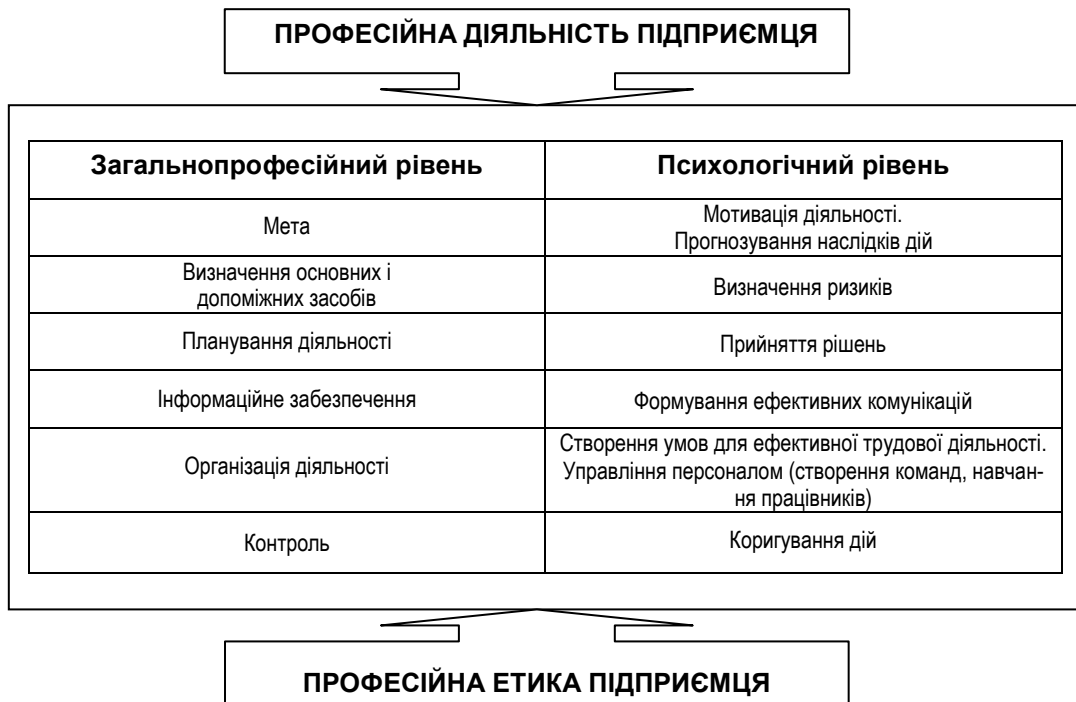 ПРОФЕСІЙНА ДІЯЛЬНІСТЬ ПІДПРИЄМЦЯ
Загальнопрофесійний рівень
Психологічний рівень
Мета
Мотивація діяльності.
Прогнозування наслідків дій
Визначення основних і
допоміжних засобів
Визначення ризиків
Планування діяльності
Прийняття рішень
Інформаційне забезпечення
Формування ефективних комунікацій
Організація діяльності
Створення умов для ефективної трудової діяльності.
Управління персоналом (створення команд, навчан-
ня працівників)
Контроль
Коригування дій
ПРОФЕСІЙНА ЕТИКА ПІДПРИЄМЦЯ